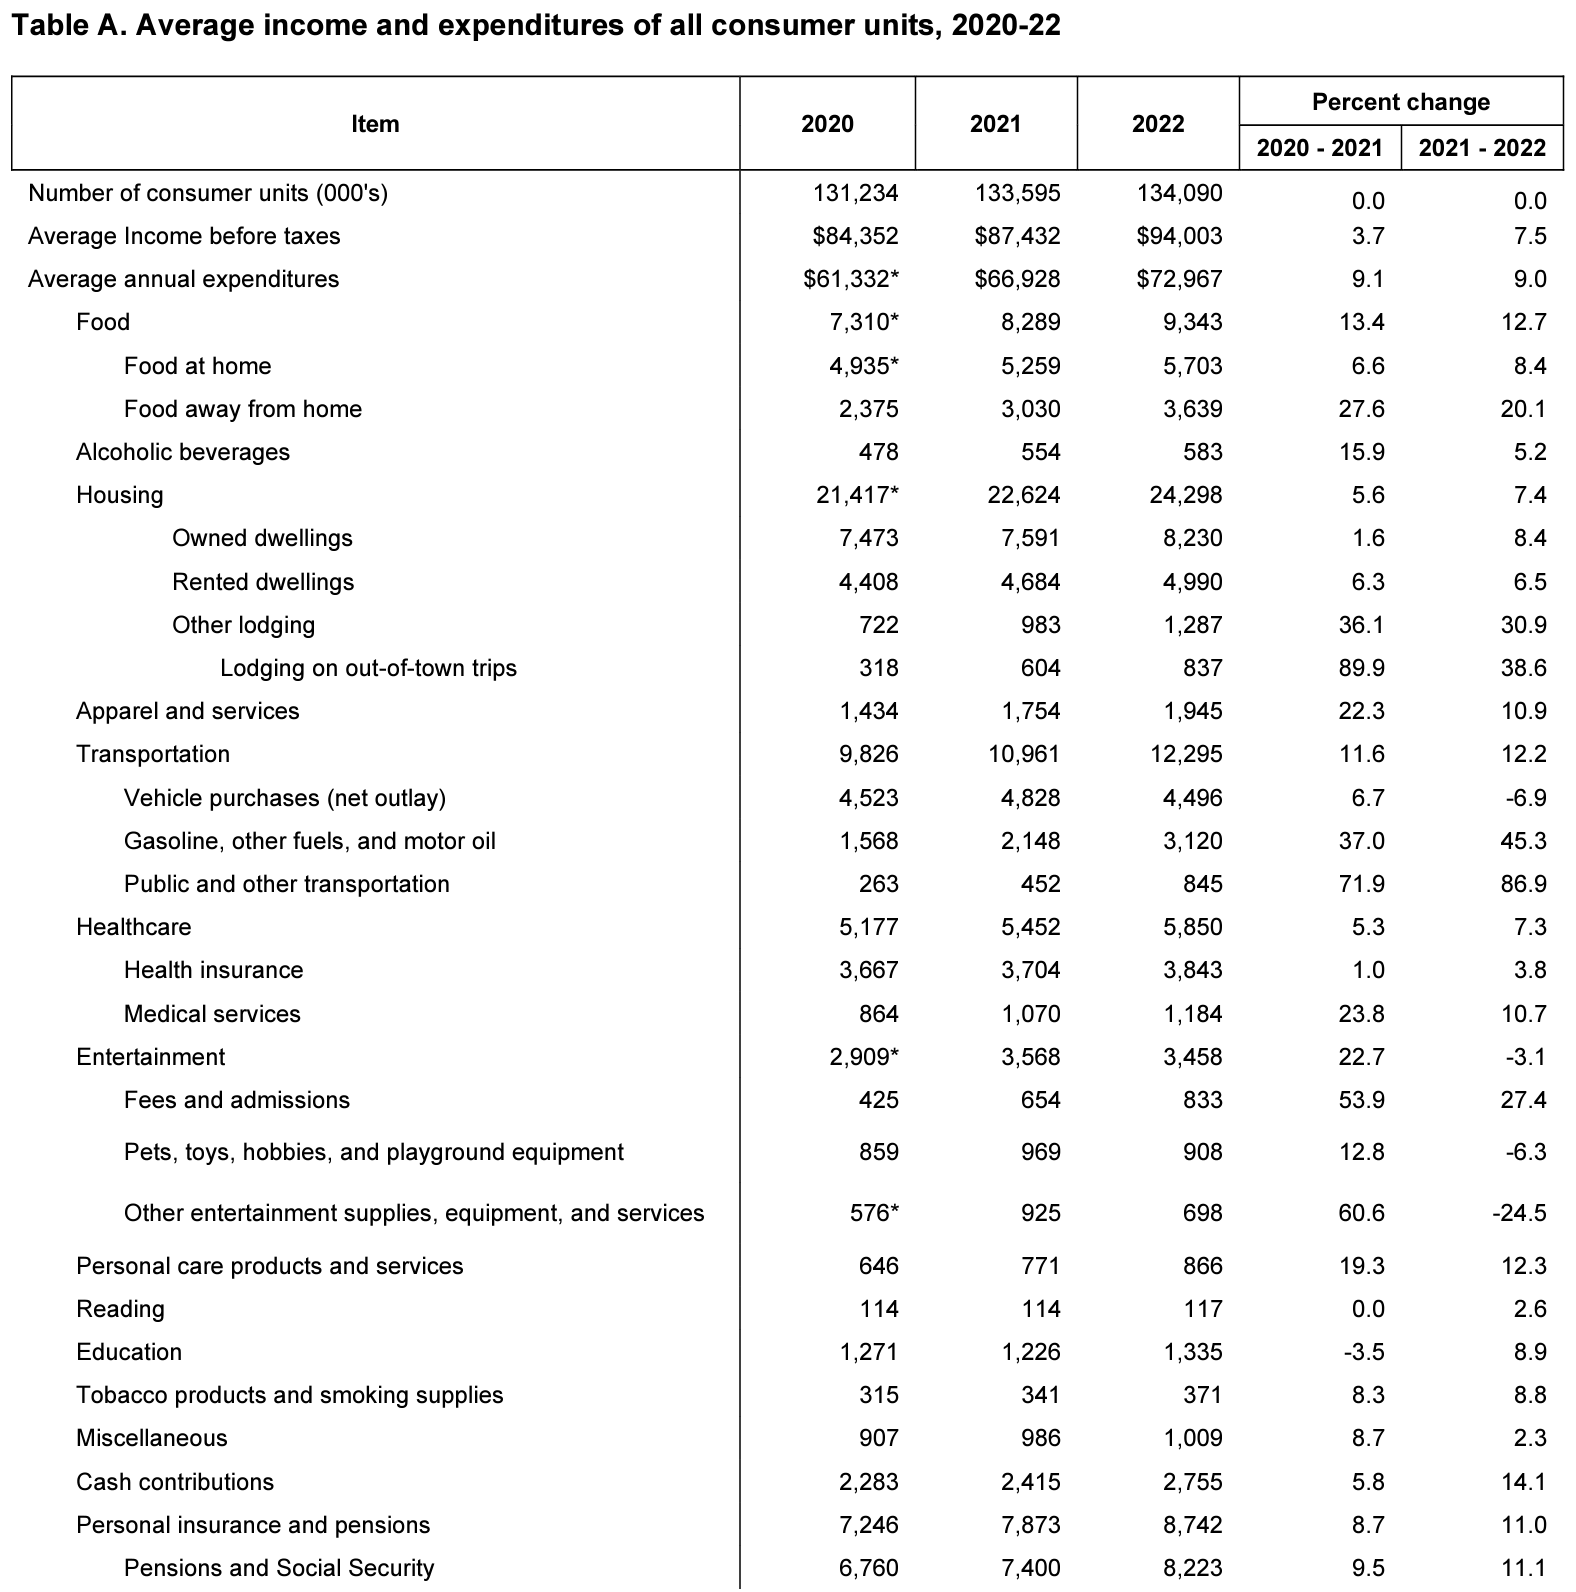 Table A. Average income and expenditures of all consumer units, 2020-22
Item 2020 2021 2022 Percent change
2020 - 2021 2021 - 2022
Number of consumer units (000's) 131,234 133,595 134,090 0.0 0.0
Average Income before taxes $84,352 $87,432 $94,003 3.7 7.5
Average annual expenditures $61,332* $66,928 $72,967 9.1 9.0
Food 7,310* 8,289 9,343 13.4 12.7
Food at home 4,935* 5,259 5,703 6.6 8.4
Food away from home 2,375 3,030 3,639 27.6 20.1
Alcoholic beverages 478 554 583 15.9 5.2
Housing 21,417* 22,624 24,298 5.6 7.4
Owned dwellings 7,473 7,591 8,230 1.6 8.4
Rented dwellings 4,408 4,684 4,990 6.3 6.5
Other lodging 722 983 1,287 36.1 30.9
Lodging on out-of-town trips 318 604 837 89.9 38.6
Apparel and services 1,434 1,754 1,945 22.3 10.9
Transportation 9,826 10,961 12,295 11.6 12.2
Vehicle purchases (net outlay) 4,523 4,828 4,496 6.7 -6.9
Gasoline, other fuels, and motor oil 1,568 2,148 3,120 37.0 45.3
Public and other transportation 263 452 845 71.9 86.9
Healthcare 5,177 5,452 5,850 5.3 7.3
Health insurance 3,667 3,704 3,843 1.0 3.8
Medical services 864 1,070 1,184 23.8 10.7
Entertainment 2,909* 3,568 3,458 22.7 -3.1
Fees and admissions 425 654 833 53.9 27.4
Pets, toys, hobbies, and playground equipment 859 969 908 12.8 -6.3
Other entertainment supplies, equipment, and services 576* 925 698 60.6 -24.5
Personal care products and services 646 771 866 19.3 12.3
Reading 114 114 117 0.0 2.6
Education 1,271 1,226 1,335 -3.5 8.9
Tobacco products and smoking supplies 315 341 371 8.3 8.8
Miscellaneous 907 986 1,009 8.7 2.3
Cash contributions 2,283 2,415 2,755 5.8 14.1
Personal insurance and pensions 7,246 7,873 8,742 8.7 11.0
Pensions and Social Security 6,760 7,400 8,223 9.5 11.1